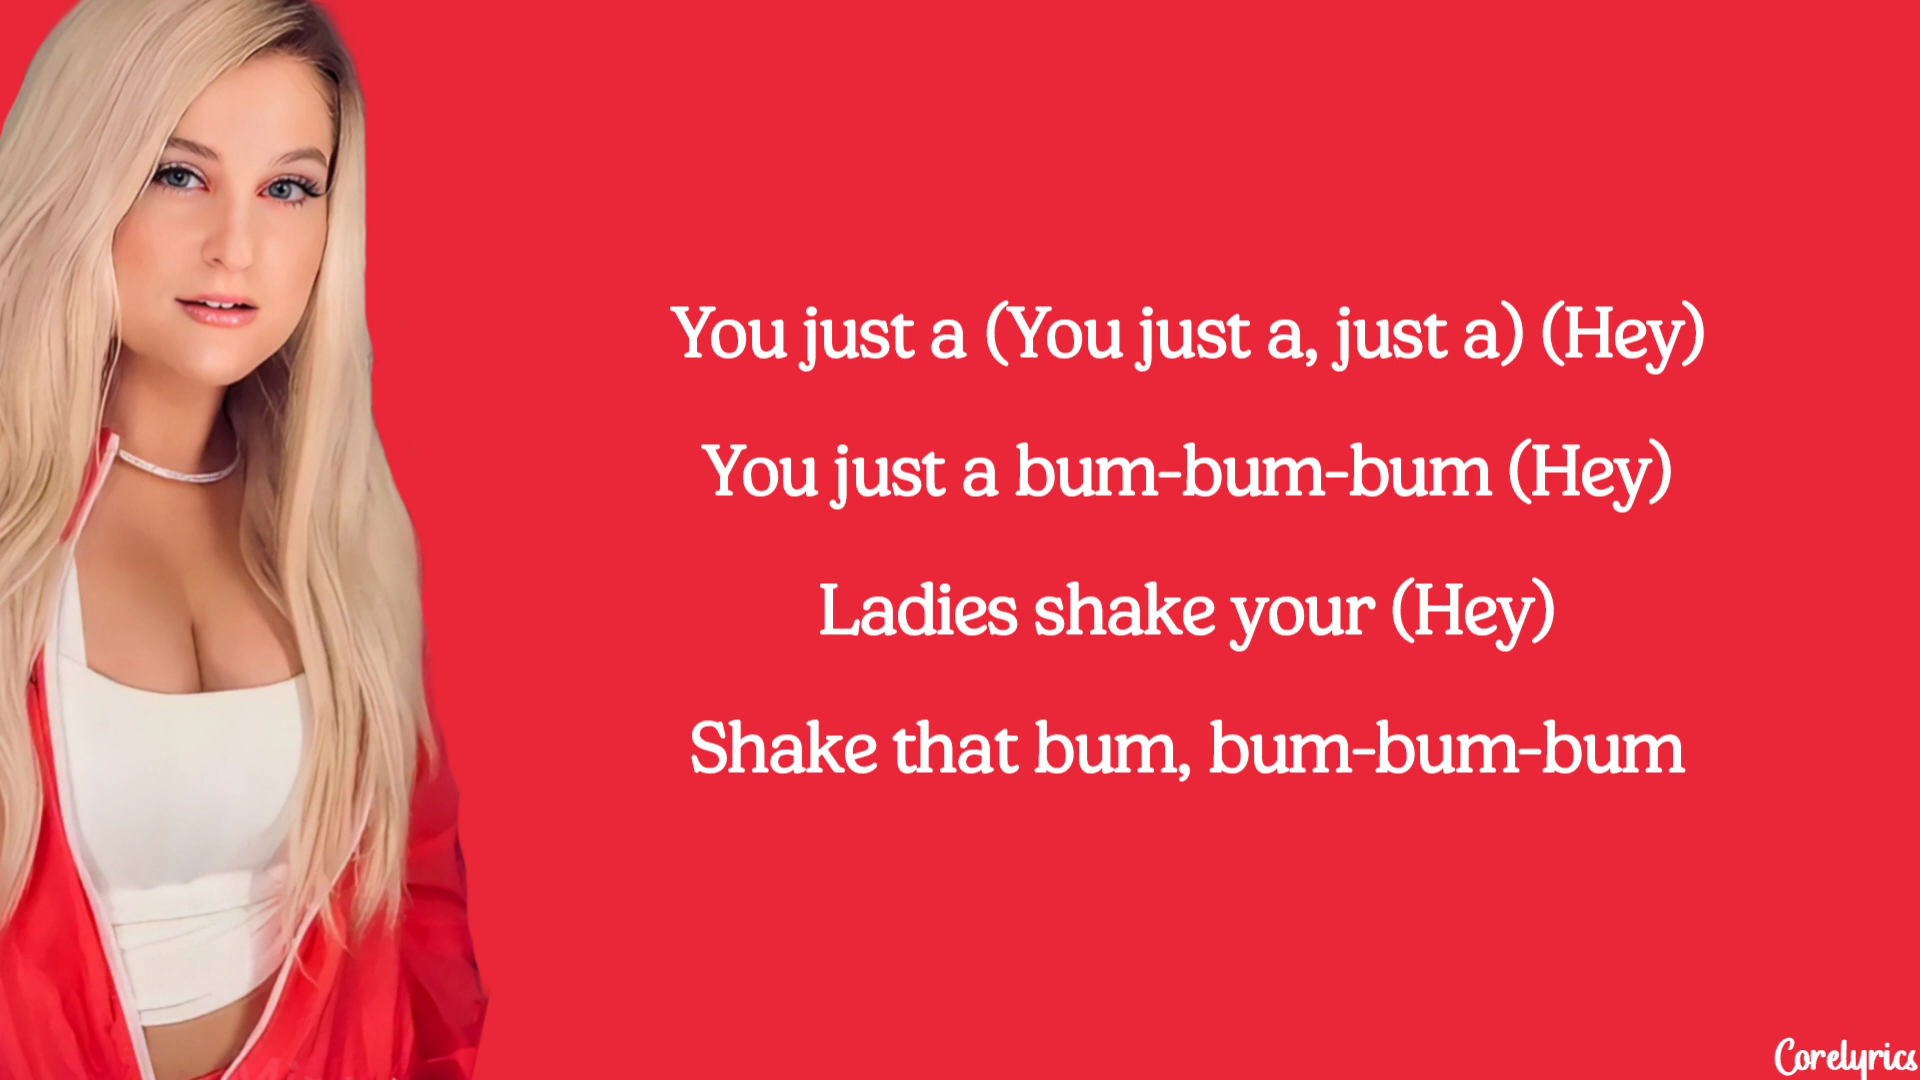 You just a (You just a, just a) (Hey)
You just a bum-bum-bum (Hey)
Ladies shake your (Hey)
Shake that bum, bum-bum-bum
Corelyrics